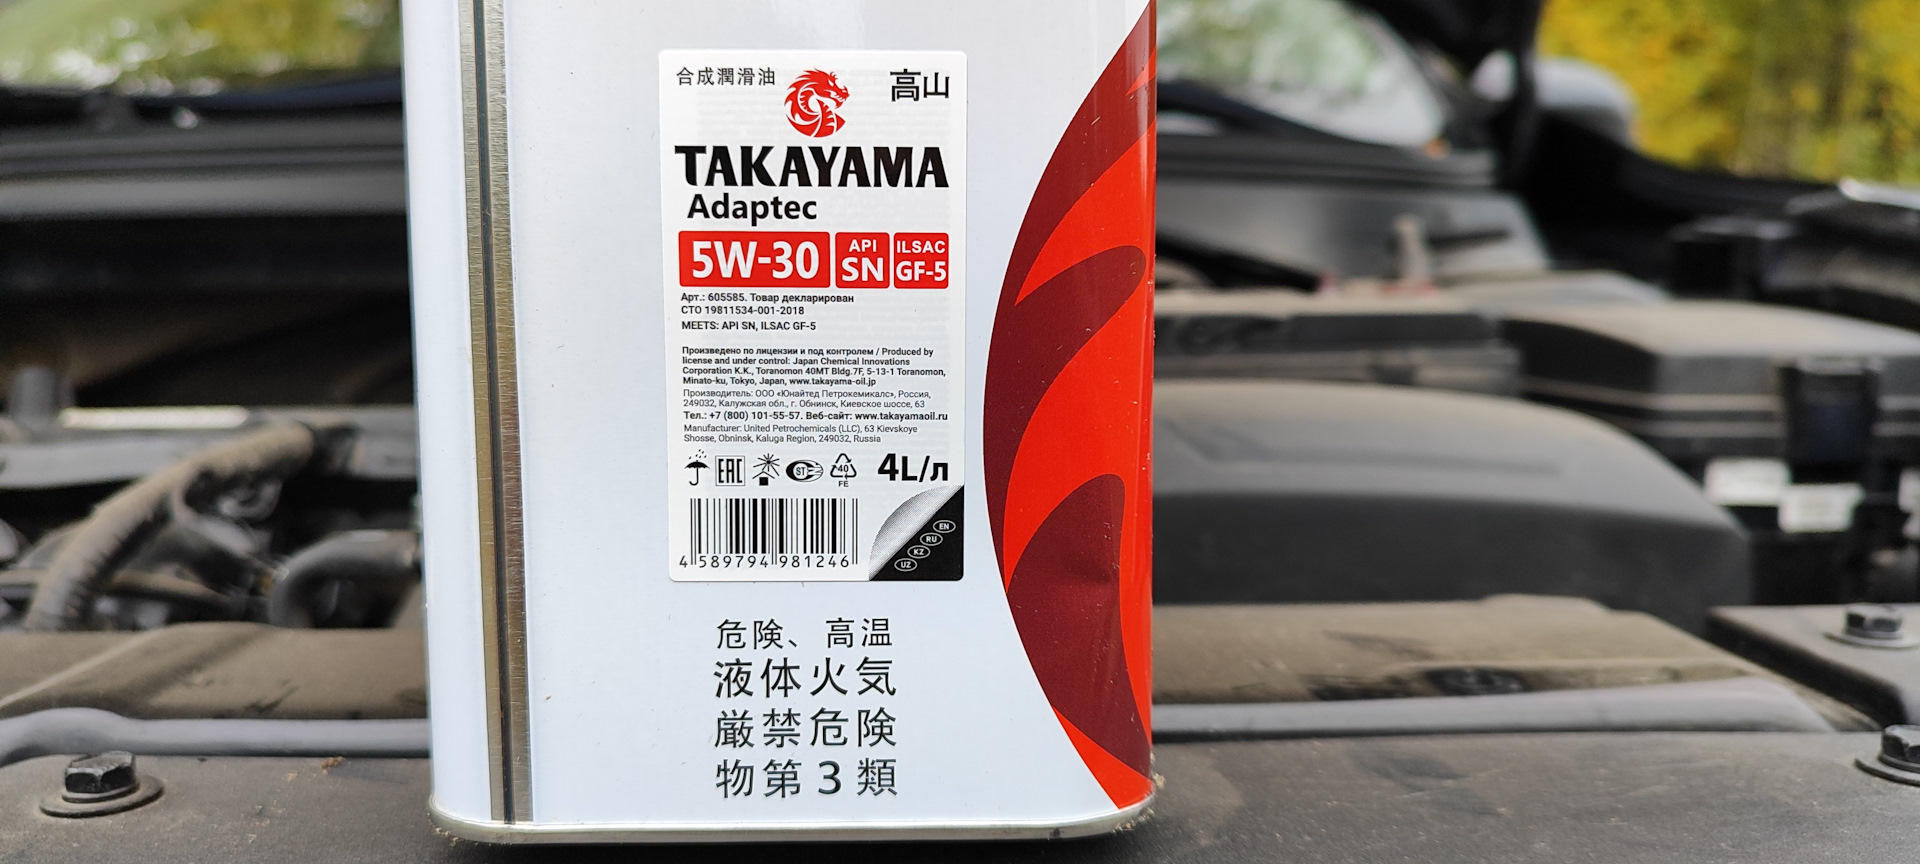 合成潤滑油
高山
TAKAYAMA
Adaptec
5W-30
API
SN
ILSAC
GF-5
Арт.: 605585. Товар декларирован
СТО 19811534-001-2018
MEETS: API SN, ILSAC GF-5
Произведено по лицензии и под контролем / Produced by
license and under control: Japan Chemical Innovations
Corporation K.K., Toranomon 40MT Bldg.7F, 5-13-1 Toranomon,
Minato-ku, Tokyo, Japan, www.takayama-oil.jp
Производитель: ООО «Юнайтед Петрокемикалс», Россия,
249032, Калужская обл., г. Обнинск, Киевское шоссе, 63
Тел.: +7 (800) 101-55-57. Веб-сайт: www.takayamaoil.ru
Manufacturer: United Petrochemicals (LLC), 63 Kievskoye
Shosse, Obninsk, Kaluga Region, 249032, Russia
EAC
ST
40
FE
4L/л
EN
RU
KZ
UZ
4 589794 981246
危険、高温
液体火気
厳禁危険
物第3類